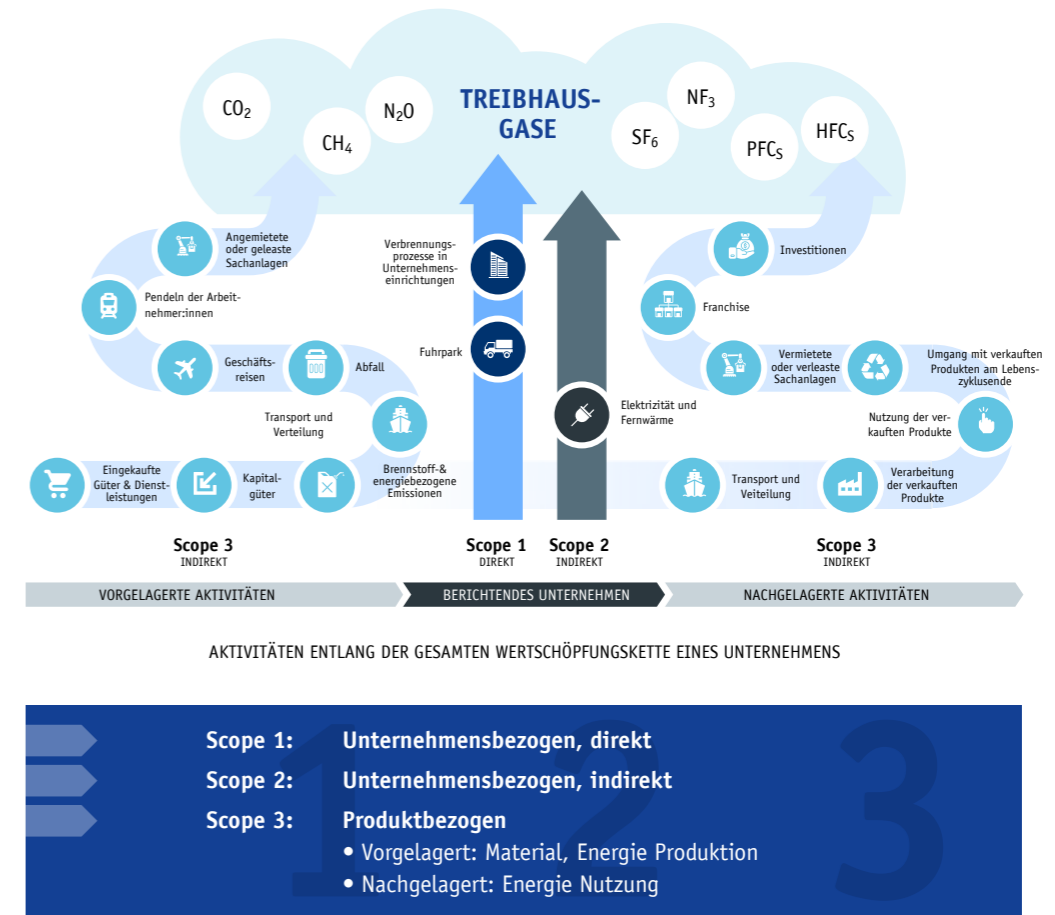 TREIBHAUS-
GASE
CO₂
CH₄
N₂O
SF₆
NF₃
PFCS
HFCS
Angemietete
oder geleaste
Sachanlagen
Pendeln der Arbeit-
nehmer:innen
Geschäfts-
reisen
Abfall
Transport und
Verteilung
Eingekaufte
Güter & Dienst-
leistungen
Kapital-
güter
Brennstoff-&
energiebezogene
Emissionen
Verbrennungs-
prozesse in
Unternehmens-
einrichtungen
Fuhrpark
Elektrizität und
Fernwärme
Investitionen
Franchise
Vermietete
oder verleaste
Sachanlagen
Umgang mit verkauften
Produkten am Lebens-
zyklusende
Nutzung der ver-
kauften Produkte
Transport und
Veiteilung
Verarbeitung
der verkauften
Produkte
Scope 3
INDIREKT
Scope 1
DIREKT
Scope 2
INDIREKT
Scope 3
INDIREKT
VORGELAGERTE AKTIVITÄTEN
BERICHTENDES UNTERNEHMEN
NACHGELAGERTE AKTIVITÄTEN
AKTIVITÄTEN ENTLANG DER GESAMTEN WERTSCHÖPFUNGSKETTE EINES UNTERNEHMENS
1 2 3
Scope 1: Unternehmensbezogen, direkt
Scope 2: Unternehmensbezogen, indirekt
Scope 3: Produktbezogen
• Vorgelagert: Material, Energie Produktion
• Nachgelagert: Energie Nutzung